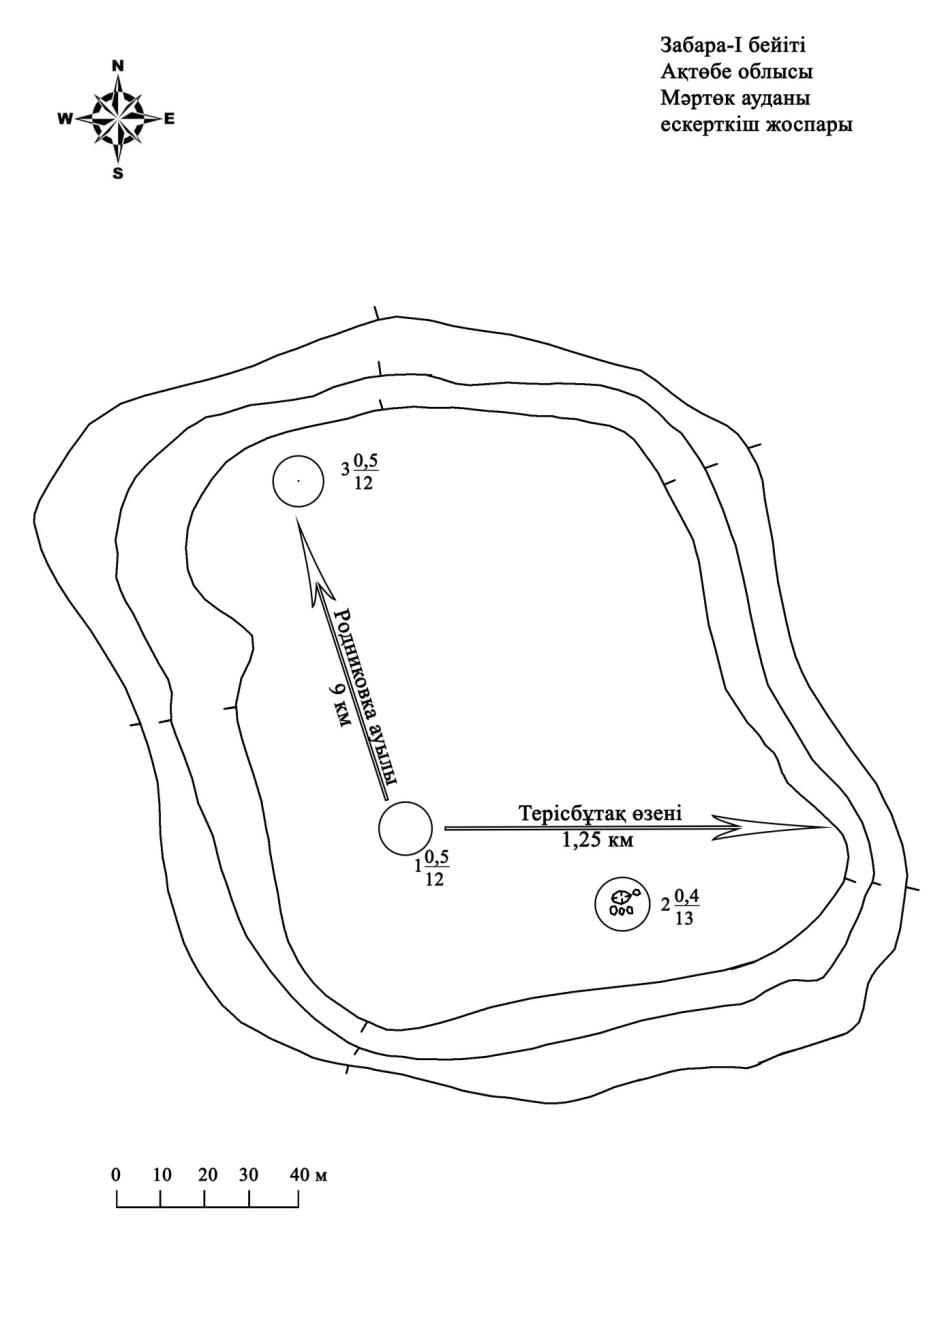 Забара-I бейіті
Ақтөбе облысы
Мәртөк ауданы
ескерткіш жоспары
N
W E
S
3 0,5
12
Родниковка ауылы
9 км
Терісбұтақ өзені
1,25 км
1 0,5
12
2 0,4
13
0 10 20 30 40 м